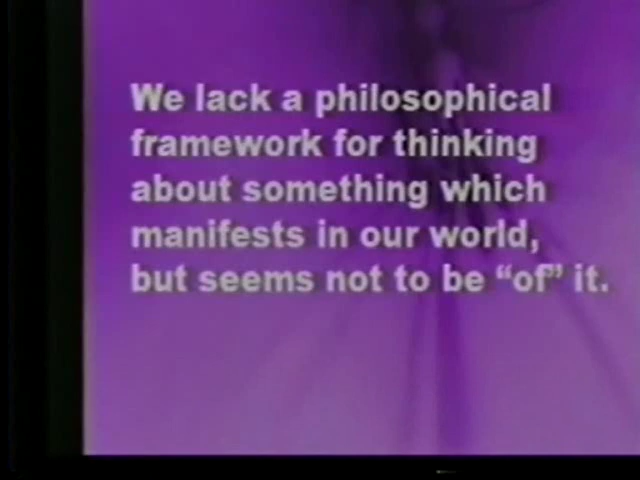 We lack a philosophical
framework for thinking
about something which
manifests in our world,
but seems not to be “of” it.